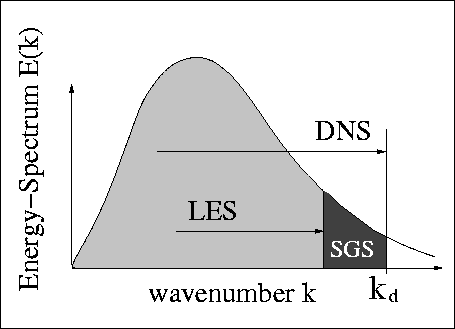 Energy-Spectrum E(k)
DNS
LES
SGS
wavenumber k
k_d